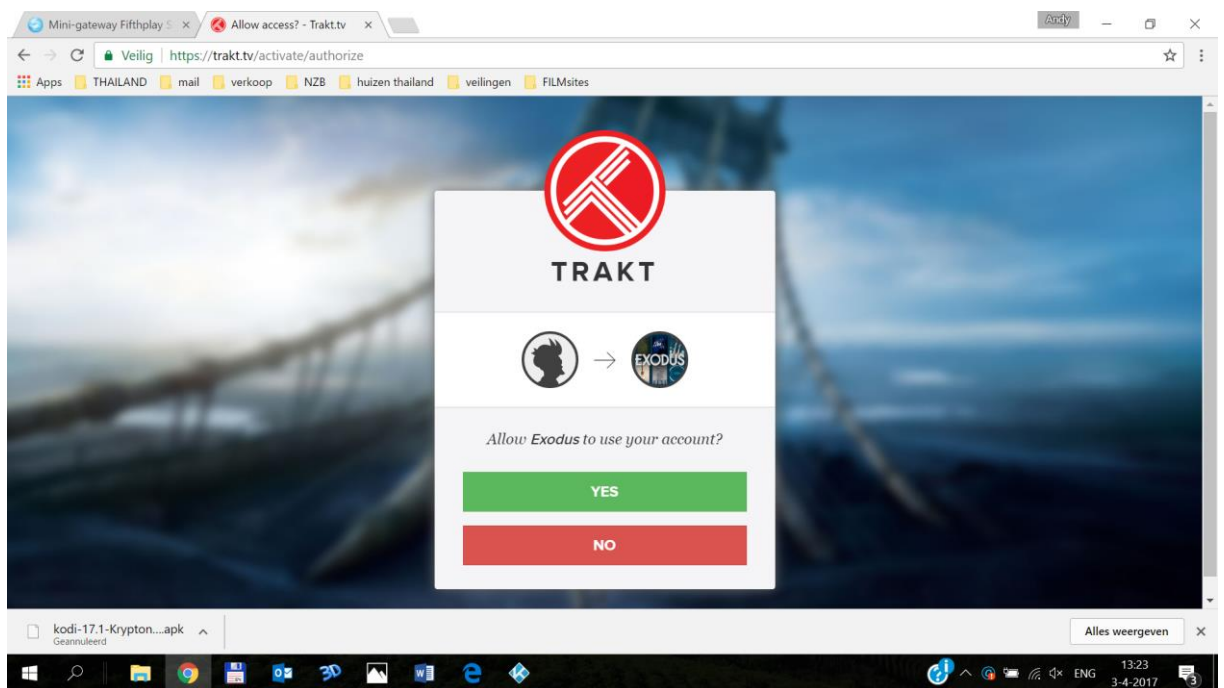 Mini-gateway Fifthplay S
Allow access? - Trakt.tv
Andy
Veilig
https://trakt.tv/activate/authorize
Apps
THAILAND
mail
verkoop
NZB
huizen thailand
veilingen
FILMsites
TRAKT
EXODUS
Allow Exodus to use your account?
YES
NO
kodi-17.1-Krypton....apk
Geannuleerd
Alles weergeven
ENG
13:23
3-4-2017
3